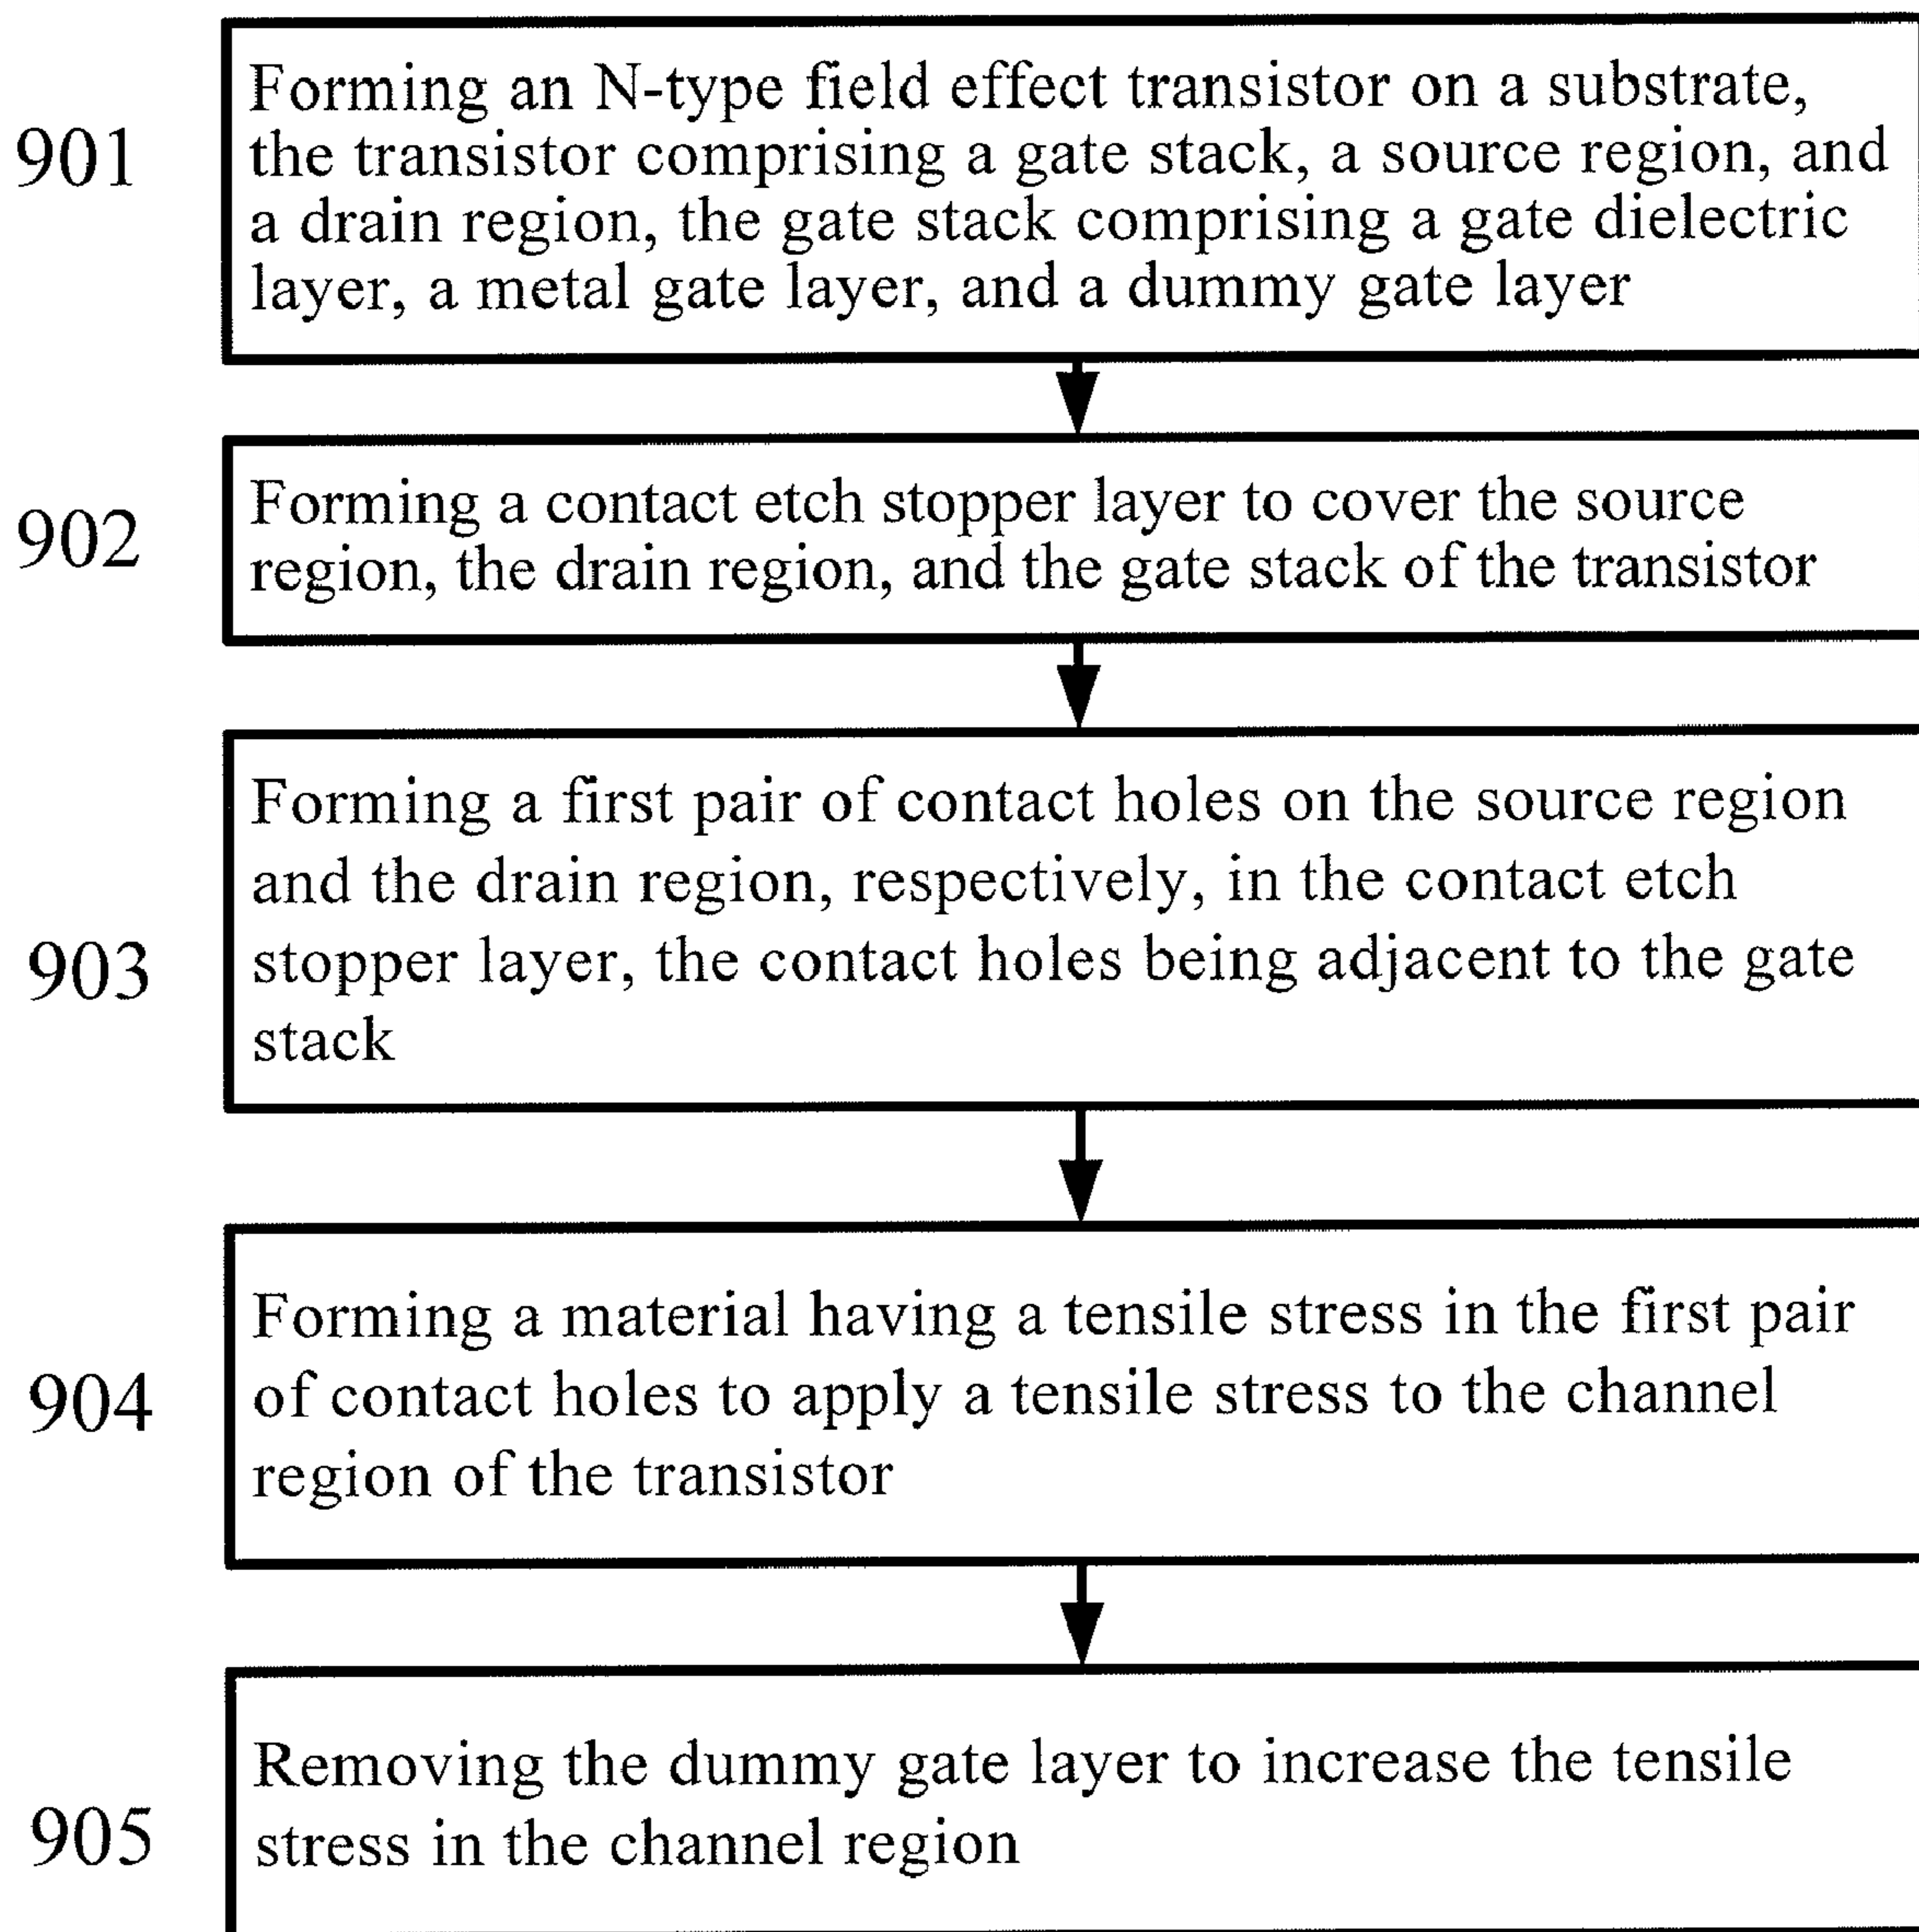 901
Forming an N-type field effect transistor on a substrate,
the transistor comprising a gate stack, a source region, and
a drain region, the gate stack comprising a gate dielectric
layer, a metal gate layer, and a dummy gate layer
902
Forming a contact etch stopper layer to cover the source
region, the drain region, and the gate stack of the transistor
903
Forming a first pair of contact holes on the source region
and the drain region, respectively, in the contact etch
stopper layer, the contact holes being adjacent to the gate
stack
904
Forming a material having a tensile stress in the first pair
of contact holes to apply a tensile stress to the channel
region of the transistor
905
Removing the dummy gate layer to increase the tensile
stress in the channel region